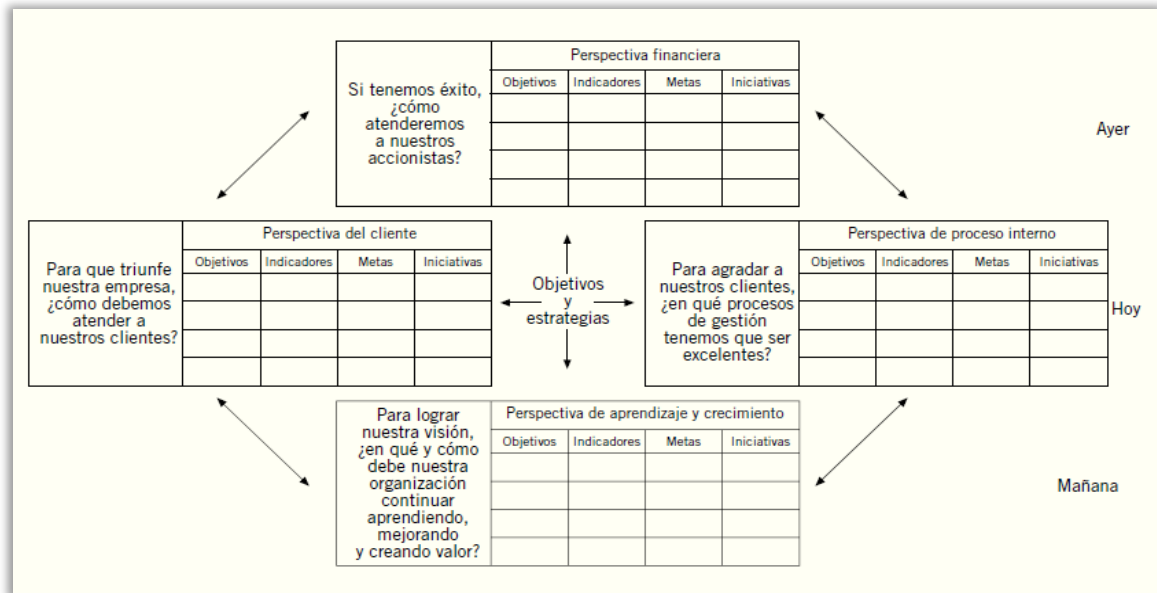 Perspectiva financiera
Si tenemos éxito,
¿cómo
atenderemos
a nuestros
accionistas?
Objetivos Indicadores Metas Iniciativas
Ayer
Perspectiva del cliente
Para que triunfe
nuestra empresa,
¿cómo debemos
atender a
nuestros clientes?
Objetivos Indicadores Metas Iniciativas
Objetivos
y
estrategias
Perspectiva de proceso interno
Para agradar a
nuestros clientes,
¿en qué procesos
de gestión
tenemos que ser
excelentes?
Objetivos Indicadores Metas Iniciativas
Hoy
Perspectiva de aprendizaje y crecimiento
Para lograr
nuestra visión,
¿en qué y cómo
debe nuestra
organización
continuar
aprendiendo,
mejorando
y creando valor?
Objetivos Indicadores Metas Iniciativas
Mañana